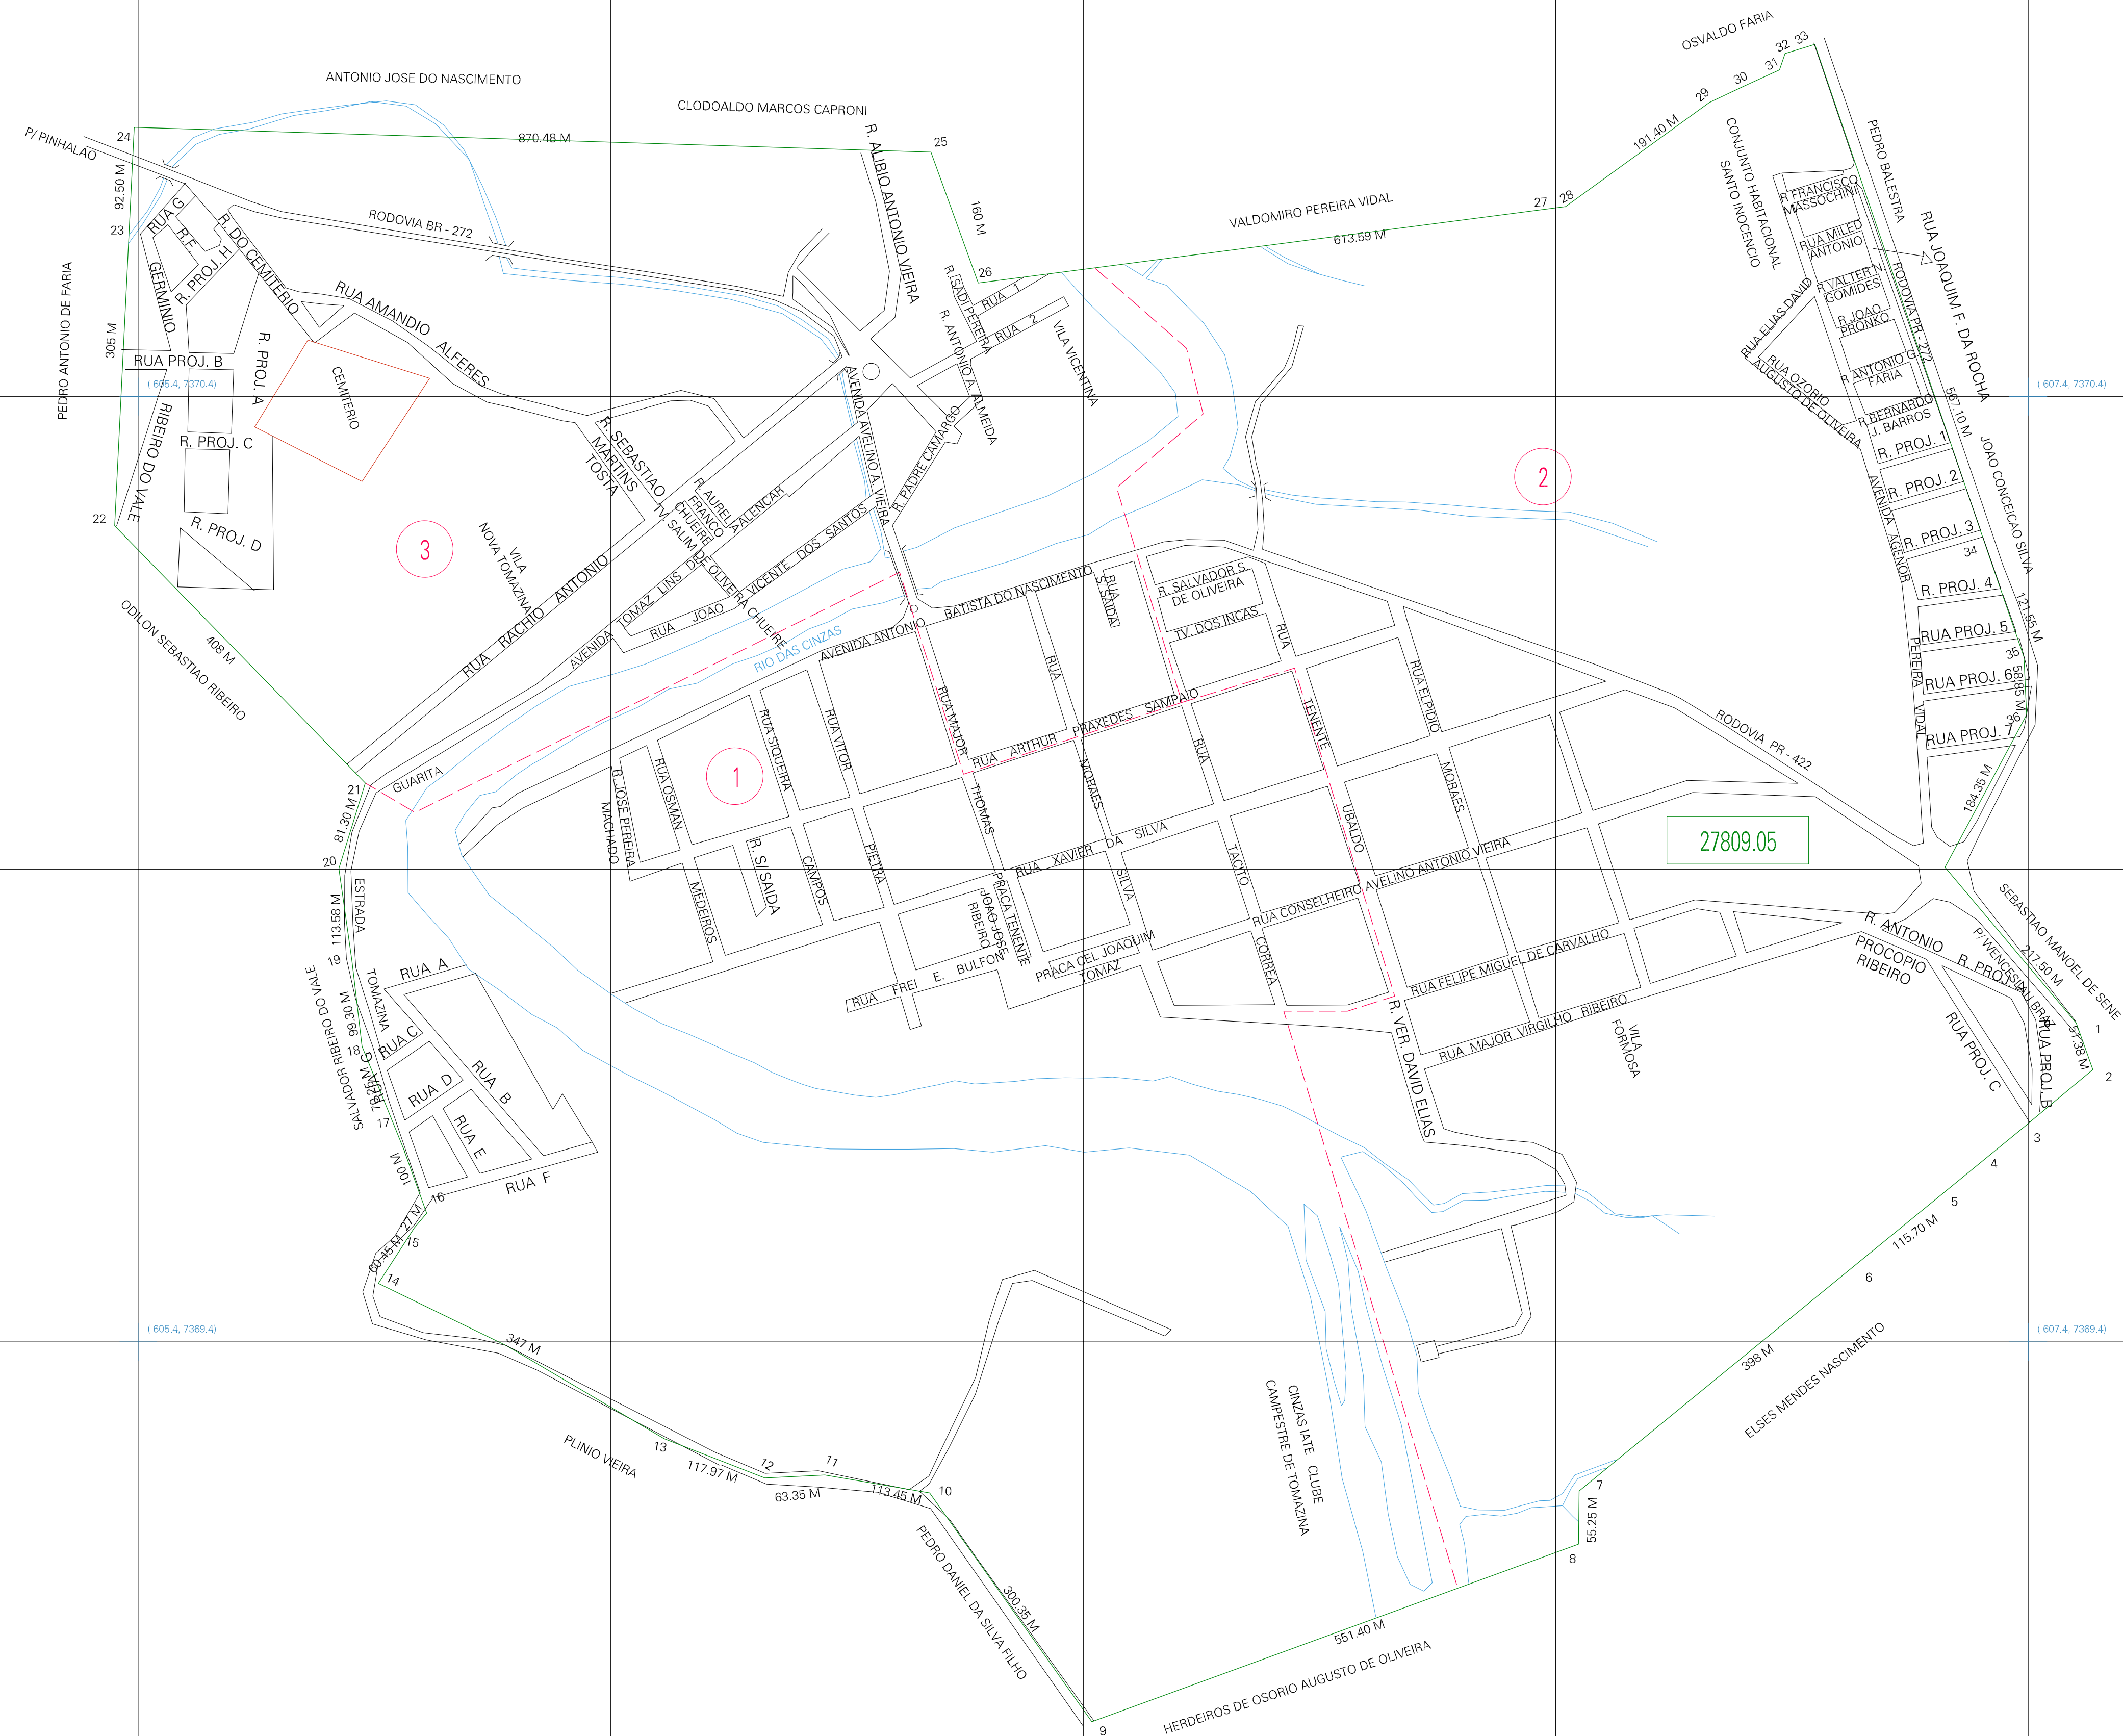 OSVALDO FARIA
32 33
31
30
29
ANTONIO JOSE DO NASCIMENTO
CLODOALDO MARCOS CAPRONI
P/ PINHALAO
24
870.48 M
25
191.40 M
CONJUNTO HABITACIONAL
SANTO INOCENCIO
PEDRO BALESTRA
R. ALIBIO ANTONIO VIEIRA
92.50 M
160 M
VALDOMIRO PEREIRA VIDAL
613.59 M
27
28
23
RODOVIA BR - 272
RUA G
R.F
R. PROJ. H
R. DO CEMITERIO
GERMINIO
RUA AMANDIO
ALFERES
26
R. SADI PEREIRA
RUA 1
RUA 2
R. ANTONIO A. ALMEIDA
VILA VICENTINA
R FRANCISCO
MASSOCHINI
RUA MILED
ANTONIO
R VALTER N.
GOMIDES
R JOAO
PRONKO
R ANTONIO G.
FARIA
R BERNARDO
J. BARROS
RUA ELIAS DAVID
RUA OZORIO
AUGUSTO DE OLIVEIRA
RODOVIA PR - 272
RUA JOAQUIM F. DA ROCHA
567.10 M
JOAO CONCEICAO SILVA
PEDRO ANTONIO DE FARIA
305 M
RUA PROJ. B
R. PROJ. A
R. PROJ. C
R. PROJ. D
RIBEIRO DO VALE
CEMITERIO
( 605.4, 7370.4)
( 607.4, 7370.4)
22
3
2
1
R. SEBASTIAO
MARTINS
TOSTA
R. AURELIA
FRANCO
CHUEIRE
TV. SALIM DE OLIVEIRA CHUEIRE
AVENIDA AVELINO A. VIEIRA
R. PADRE CAMARGO
VILA
NOVA TOMAZINA
RUA RACHIO ANTONIO
AVENIDA TOMAZ LINS DE ALENCAR
RUA JOAO VICENTE DOS SANTOS
RIO DAS CINZAS
AVENIDA ANTONIO BATISTA DO NASCIMENTO
RUA
S/ SAIDA
R. SALVADOR S.
DE OLIVEIRA
TV. DOS INCAS
R. PROJ. 1
R. PROJ. 2
R. PROJ. 3
34
R. PROJ. 4
RUA PROJ. 5
35
RUA PROJ. 6
36
RUA PROJ. 7
AVENIDA AGENOR PEREIRA VIDAL
121.55 M
58.85 M
184.35 M
ODILON SEBASTIAO RIBEIRO
408 M
GUARITA
RUA MAJOR THOMAS
RUA MORAES SILVA
RUA ARTHUR PRAXEDES SAMPAIO
RUA TACITO CORREA
RUA TENENTE UBALDO
RUA ELPIDIO MORAES
RODOVIA PR - 422
R. JOSE PEREIRA
MACHADO
RUA OSMAN MEDEIROS
RUA SIQUEIRA CAMPOS
RUA VITOR PIETRA
R. S/ SAIDA
RUA XAVIER DA SILVA
27809.05
RUA CONSELHEIRO AVELINO ANTONIO VIEIRA
PRACA TENENTE
JOAO JOSE
RIBEIRO
PRACA CEL JOAQUIM
TOMAZ
RUA FREI E. BULFON
RUA FELIPE MIGUEL DE CARVALHO
RUA MAJOR VIRGILHO RIBEIRO
VILA
FORMOSA
R. VER. DAVID ELIAS
R. ANTONIO
PROCOPIO
RIBEIRO
RUA PROJ. C
RUA PROJ. B
P/ WENCESLAU BRAZ
SEBASTIAO MANOEL DE SENE
217.50 M
51.38 M
1
2
3
4
5
6
115.70 M
398 M
ELSES MENDES NASCIMENTO
21
81.30 M
20
113.58 M
19
99.30 M
18
17
100 M
16
27 M
15
60.45 M
14
ESTRADA
TOMAZINA
SALVADOR RIBEIRO DO VALE
RUA A
RUA C
RUA D
RUA B
RUA E
RUA F
RUA G
( 605.4, 7369.4)
( 607.4, 7369.4)
347 M
PLINIO VIEIRA
13
117.97 M
12
63.35 M
11
113.45 M
10
PEDRO DANIEL DA SILVA FILHO
300.35 M
9
CINZAS IATE CLUBE
CAMPESTRE DE TOMAZINA
7
55.25 M
8
551.40 M
HERDEIROS DE OSORIO AUGUSTO DE OLIVEIRA